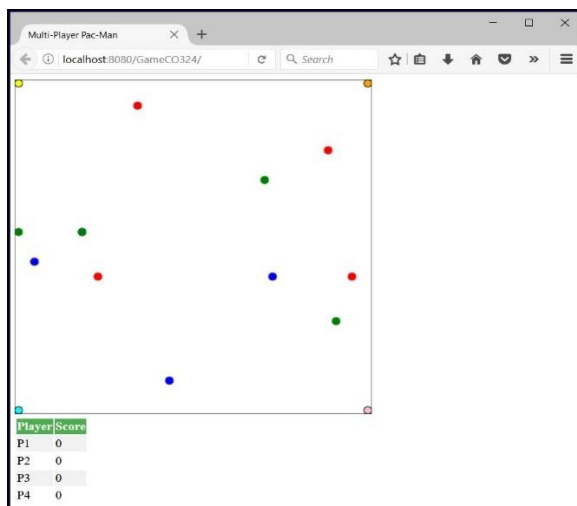 Multi-Player Pac-Man
localhost:8080/GameCO324/
Search
Player Score
P1 0
P2 0
P3 0
P4 0